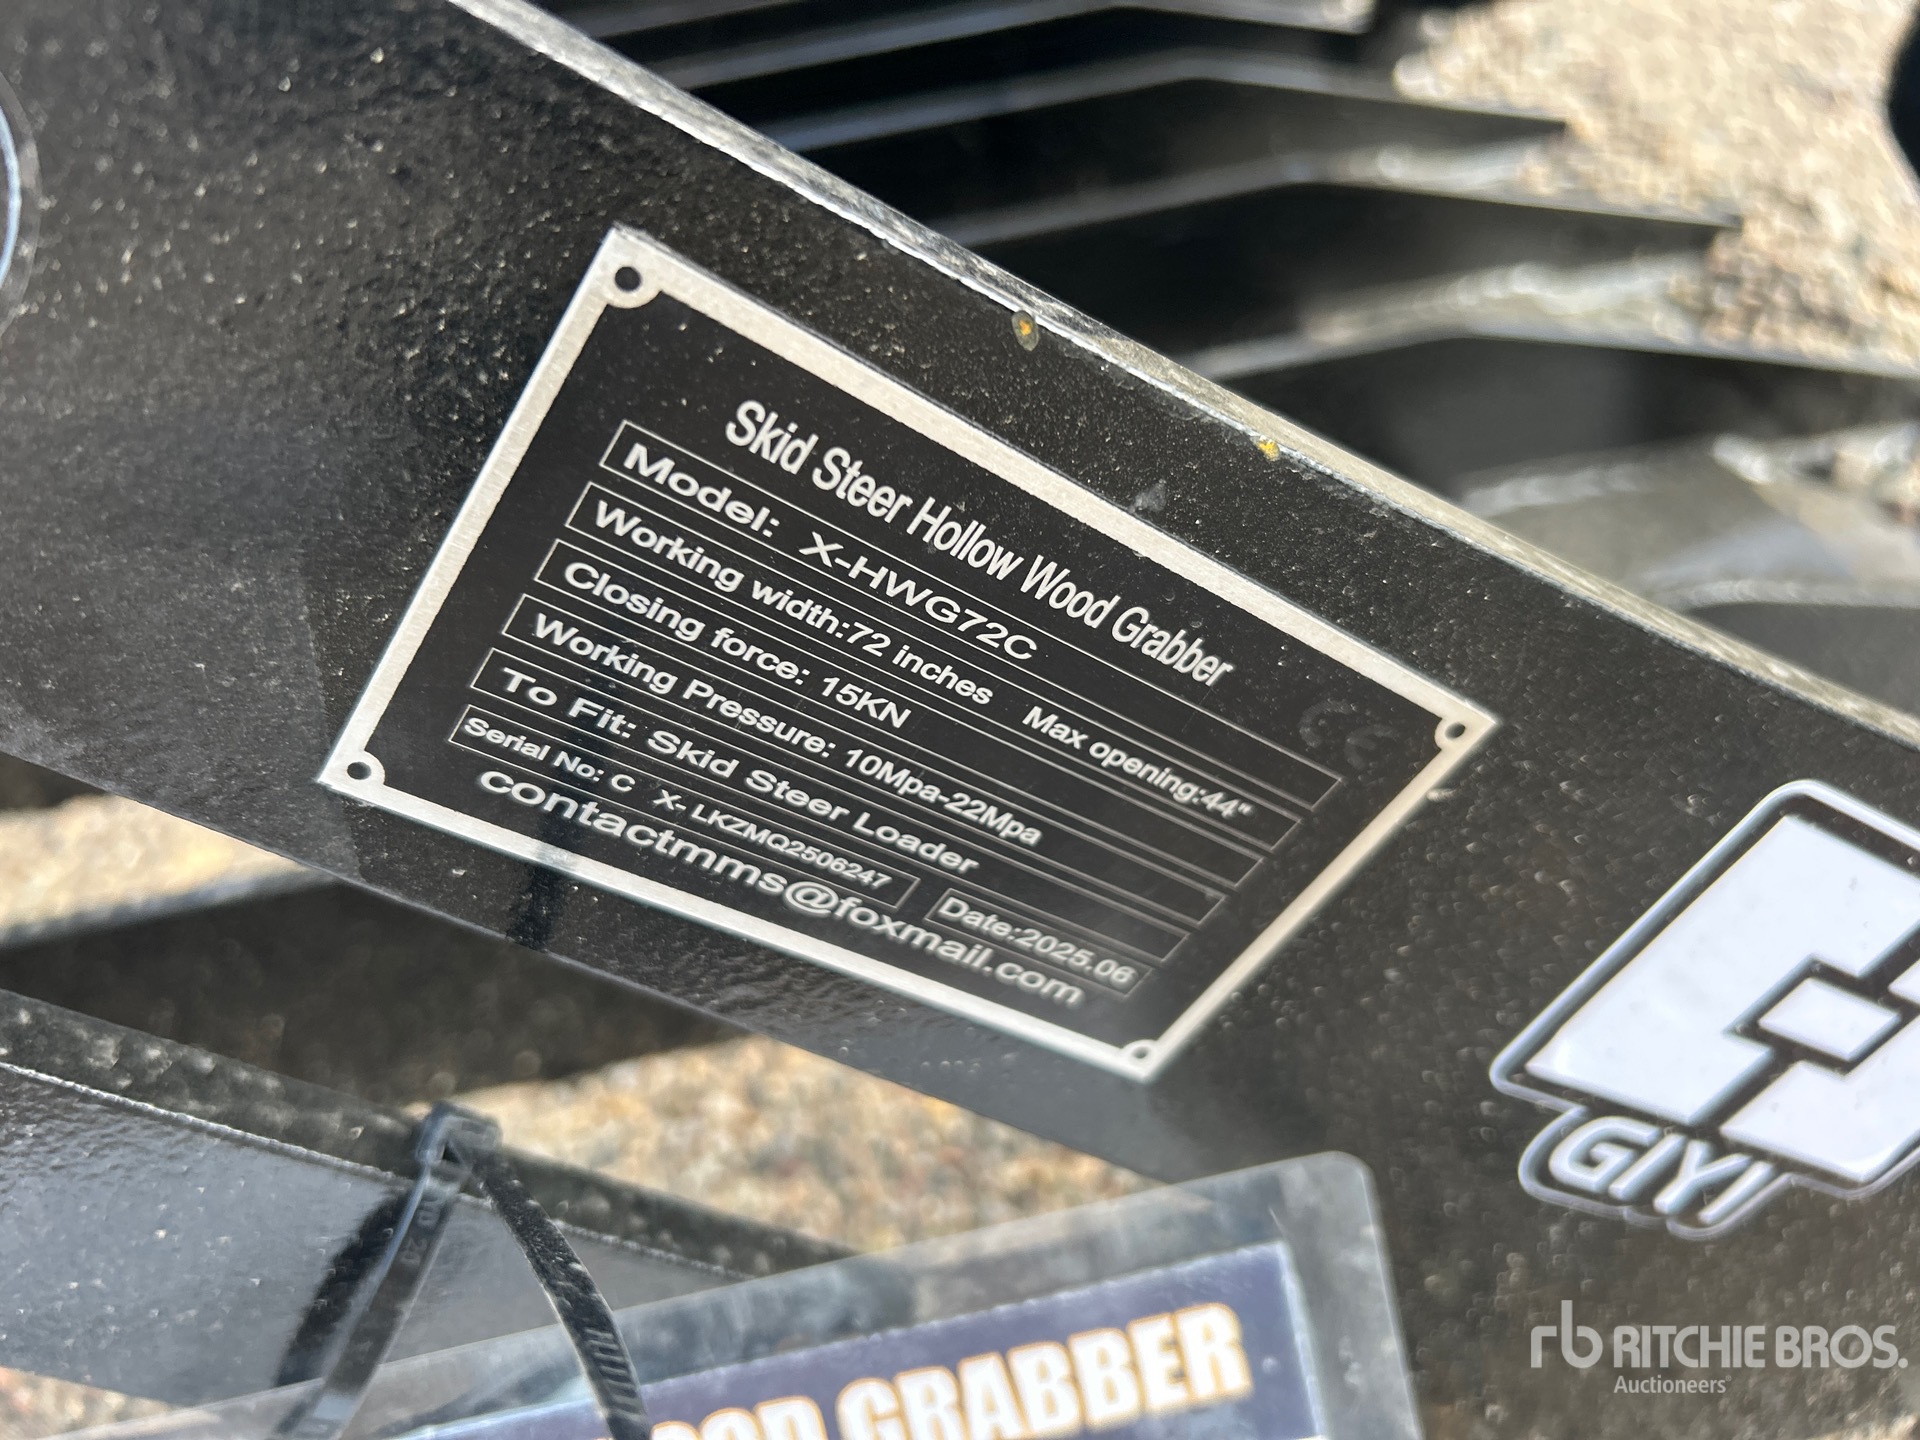 Skid Steer Hollow Wood Grabber
Model: X-HWG72C
Working width:72 inches Max opening:44"
Closing force: 15KN
Working Pressure: 10Mpa-22Mpa
To Fit: Skid Steer Loader
Serial No: C X- LKZMQ2506247 Date:2025.06
contactmms@foxmail.com
CE
GIYI
GRABBER
rb RITCHIE BROS.
Auctioneers